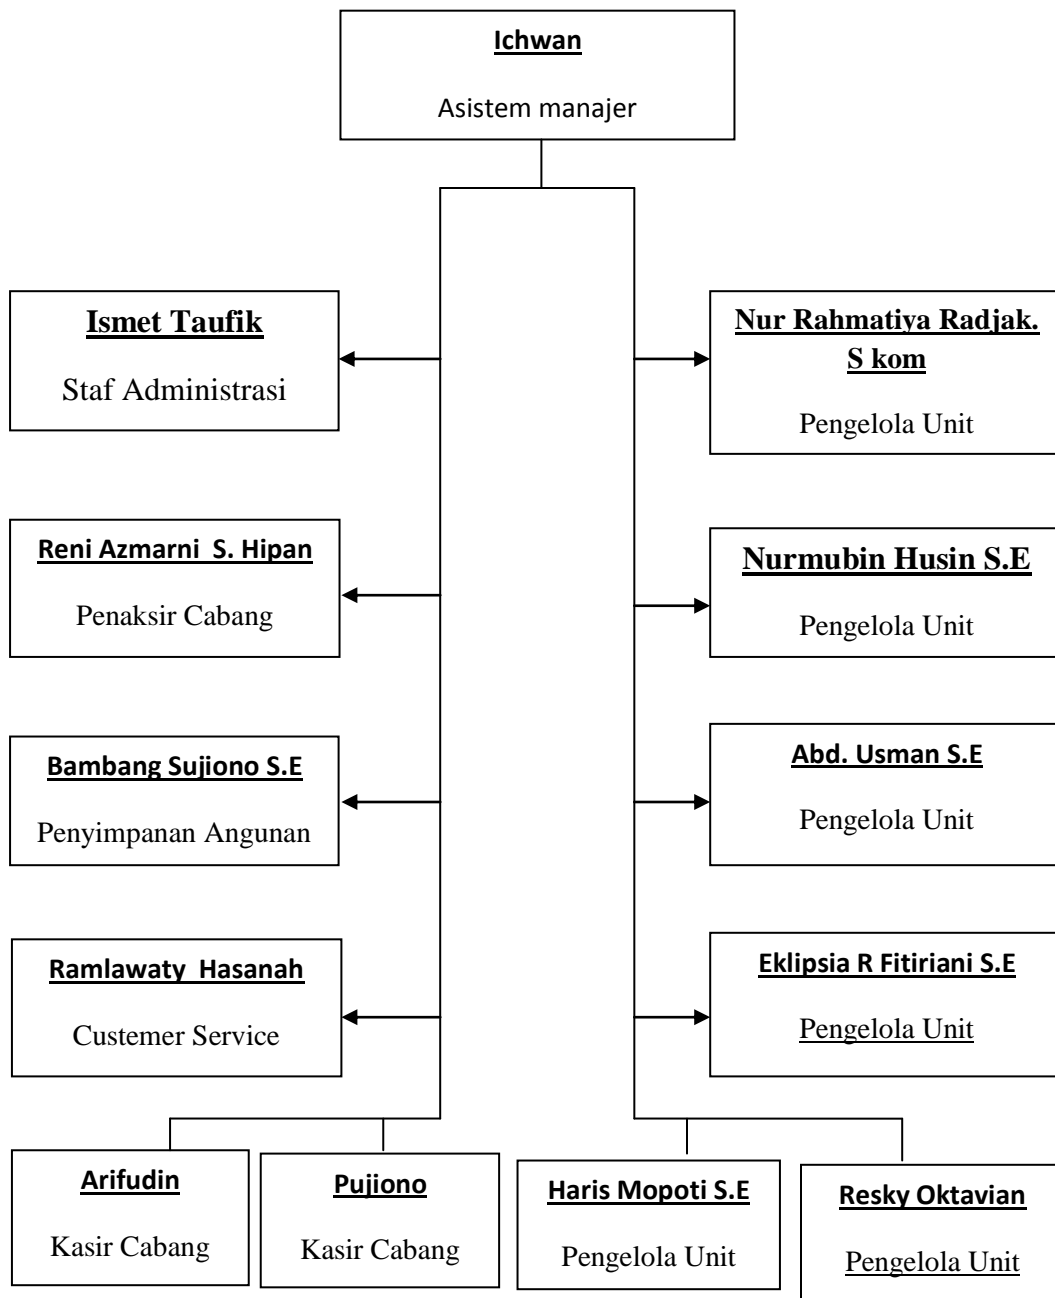 Ichwan
Asistem manajer
Ismet Taufik
Staf Administrasi
Nur Rahmatiya Radjak.
S kom
Pengelola Unit
Reni Azmarni S. Hipan
Penaksir Cabang
Nurmubin Husin S.E
Pengelola Unit
Bambang Sujiono S.E
Penyimpanan Angunan
Abd. Usman S.E
Pengelola Unit
Ramlawaty Hasanah
Custemer Service
Eklipsia R Fitiriani S.E
Pengelola Unit
Arifudin
Kasir Cabang
Pujiono
Kasir Cabang
Haris Mopoti S.E
Pengelola Unit
Resky Oktavian
Pengelola Unit